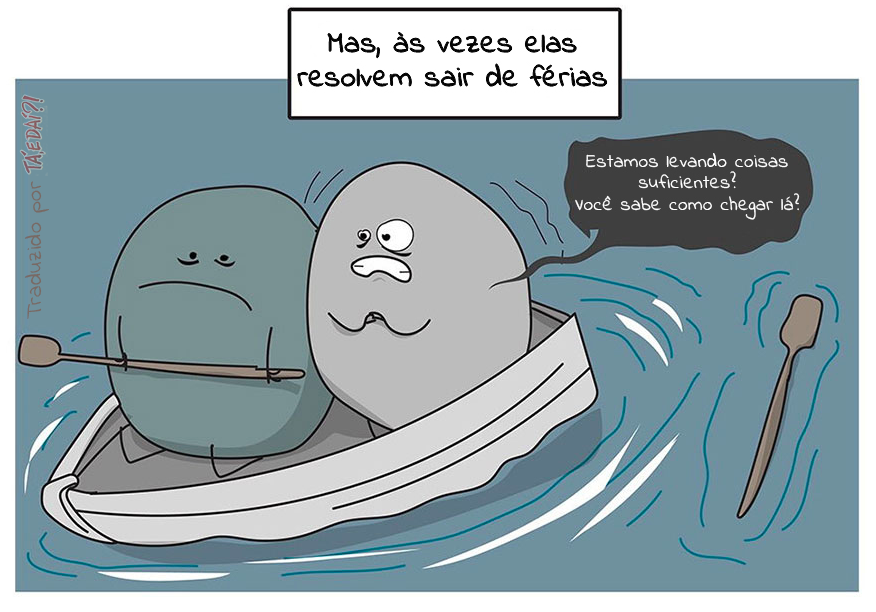 Mas, às vezes elas
resolvem sair de férias
Estamos levando coisas
suficientes?
Você sabe como chegar lá?
Traduzido por TÁ, E DAÍ?!